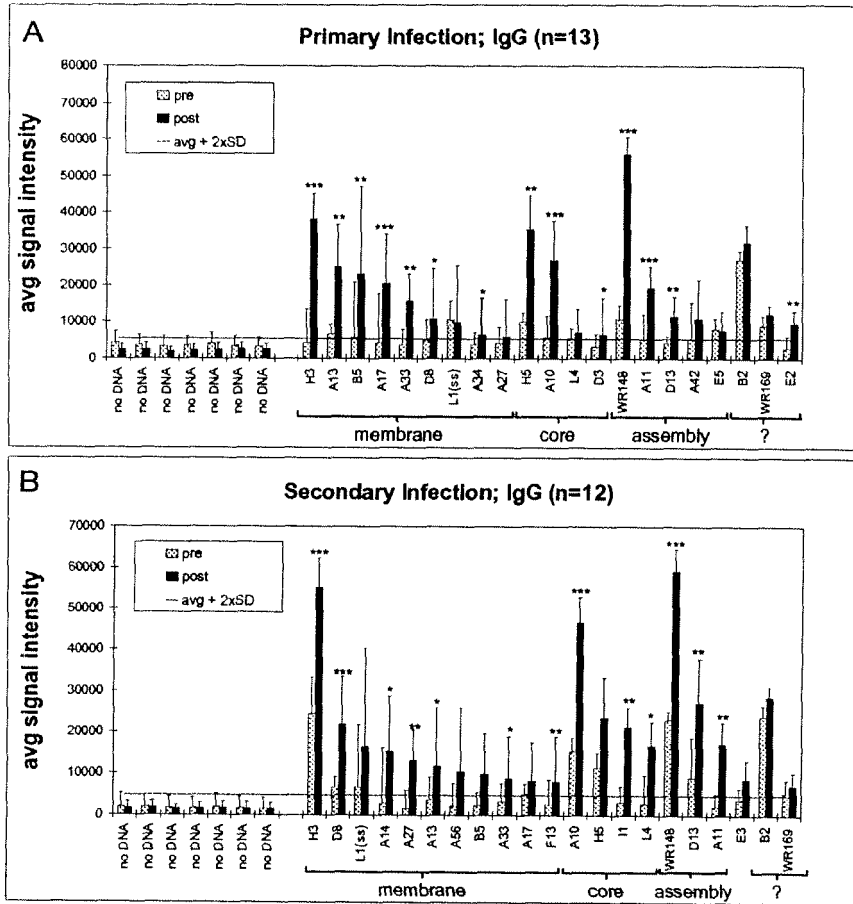 A
Primary Infection; IgG (n=13)
80000
70000
60000
50000
40000
30000
20000
10000
0
avg signal intensity
pre
post
avg + 2xSD
*** ** ** *** ** * * ** *** * *** *** ** **
no DNA no DNA no DNA no DNA no DNA no DNA no DNA H3 A13 B5 A17 A33 D8 L1(ss) A34 A27 H5 A10 L4 D3 WR148 A11 D13 A42 E5 B2 WR169 E2
membrane core assembly ?
B
Secondary Infection; IgG (n=12)
70000
60000
50000
40000
30000
20000
10000
0
avg signal intensity
pre
post
avg + 2xSD
*** *** * ** * * ** *** ** * *** ** **
no DNA no DNA no DNA no DNA no DNA no DNA no DNA H3 D8 L1(ss) A14 A27 A13 A56 B5 A33 A17 F13 A10 H5 I1 L4 WR148 D13 A11 E3 B2 WR169
membrane core assembly ?